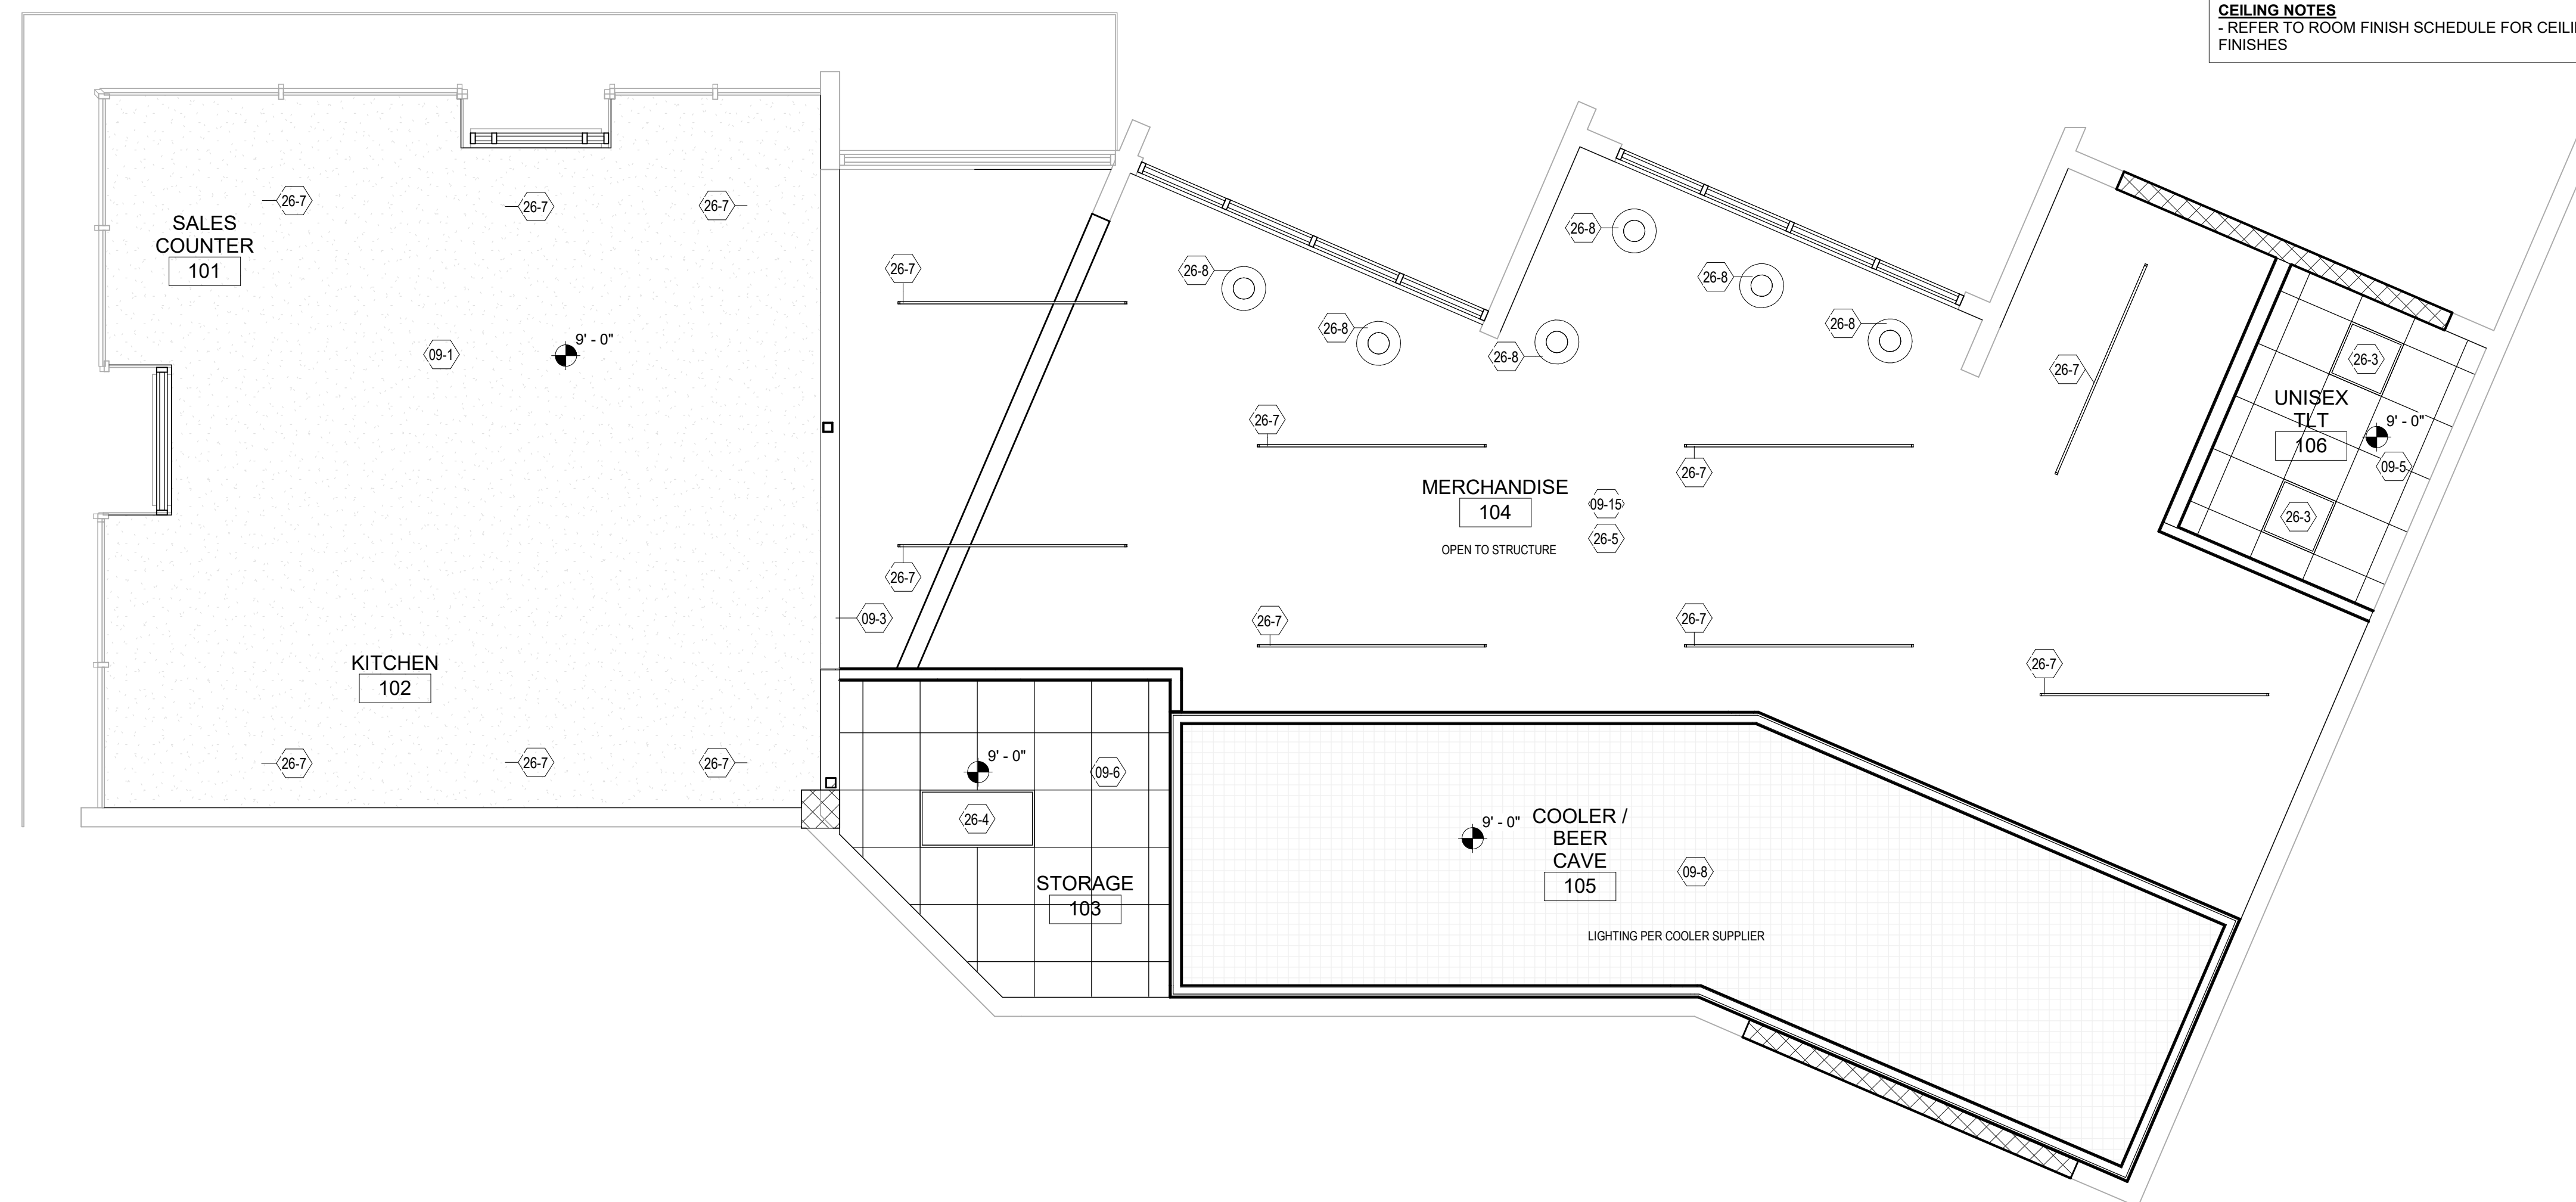 CEILING NOTES
- REFER TO ROOM FINISH SCHEDULE FOR
FINISHES
26-7
26-7
26-7
SALES
COUNTER
101
09-1
9' - 0"
KITCHEN
102
26-7
26-7
26-7
26-7
26-7
09-3
26-8
26-8
26-8
26-8
26-8
26-8
26-7
26-7
MERCHANDISE
104
09-15
26-5
OPEN TO STRUCTURE
26-7
26-7
26-7
26-7
26-3
UNISEX
TLT
106
9' - 0"
09-5
26-3
9' - 0"
09-6
26-4
STORAGE
103
9' - 0"
COOLER /
BEER
CAVE
105
09-8
LIGHTING PER COOLER SUPPLIER